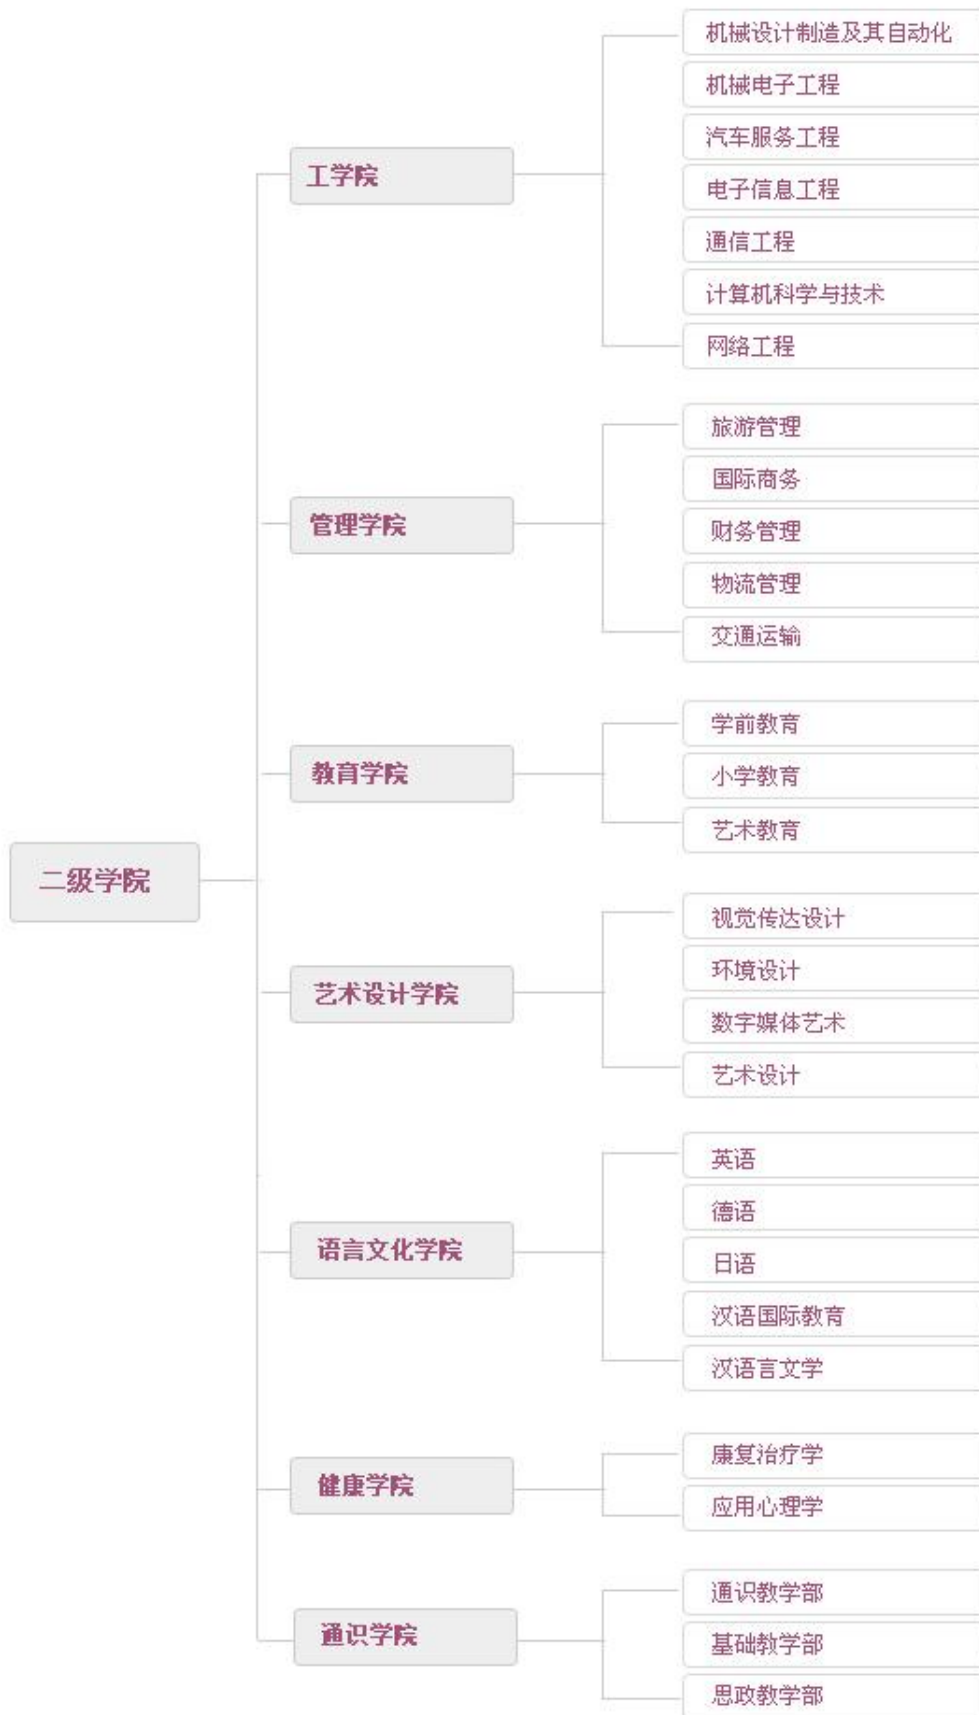 二级学院
工学院
机械设计制造及其自动化
机械电子工程
汽车服务工程
电子信息工程
通信工程
计算机科学与技术
网络工程
管理学院
旅游管理
国际商务
财务管理
物流管理
交通运输
教育学院
学前教育
小学教育
艺术教育
艺术设计学院
视觉传达设计
环境设计
数字媒体艺术
艺术设计
语言文化学院
英语
德语
日语
汉语国际教育
汉语言文学
健康学院
康复治疗学
应用心理学
通识学院
通识教学部
基础教学部
思政教学部